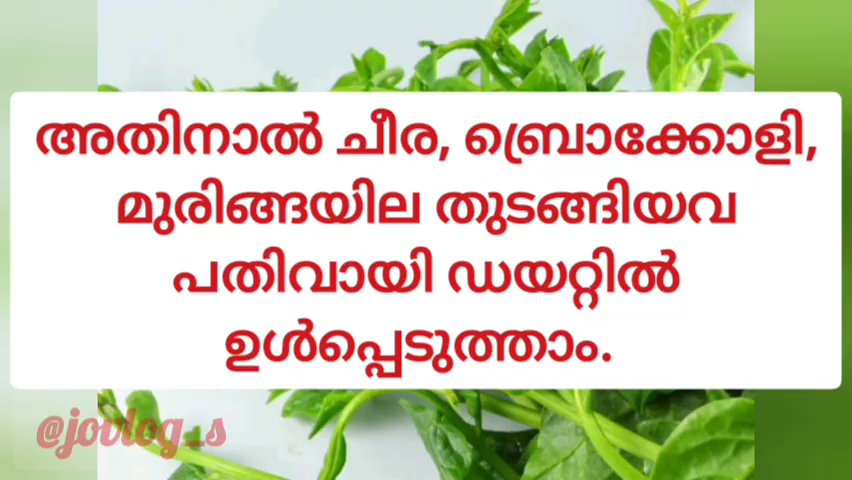 അതിനാൽ ചീര, ബ്രൊക്കോളി,
മുരിങ്ങയില തുടങ്ങിയവ
പതിവായി ഡയറ്റിൽ
ഉൾപ്പെടുത്താം.
@jovlog_s